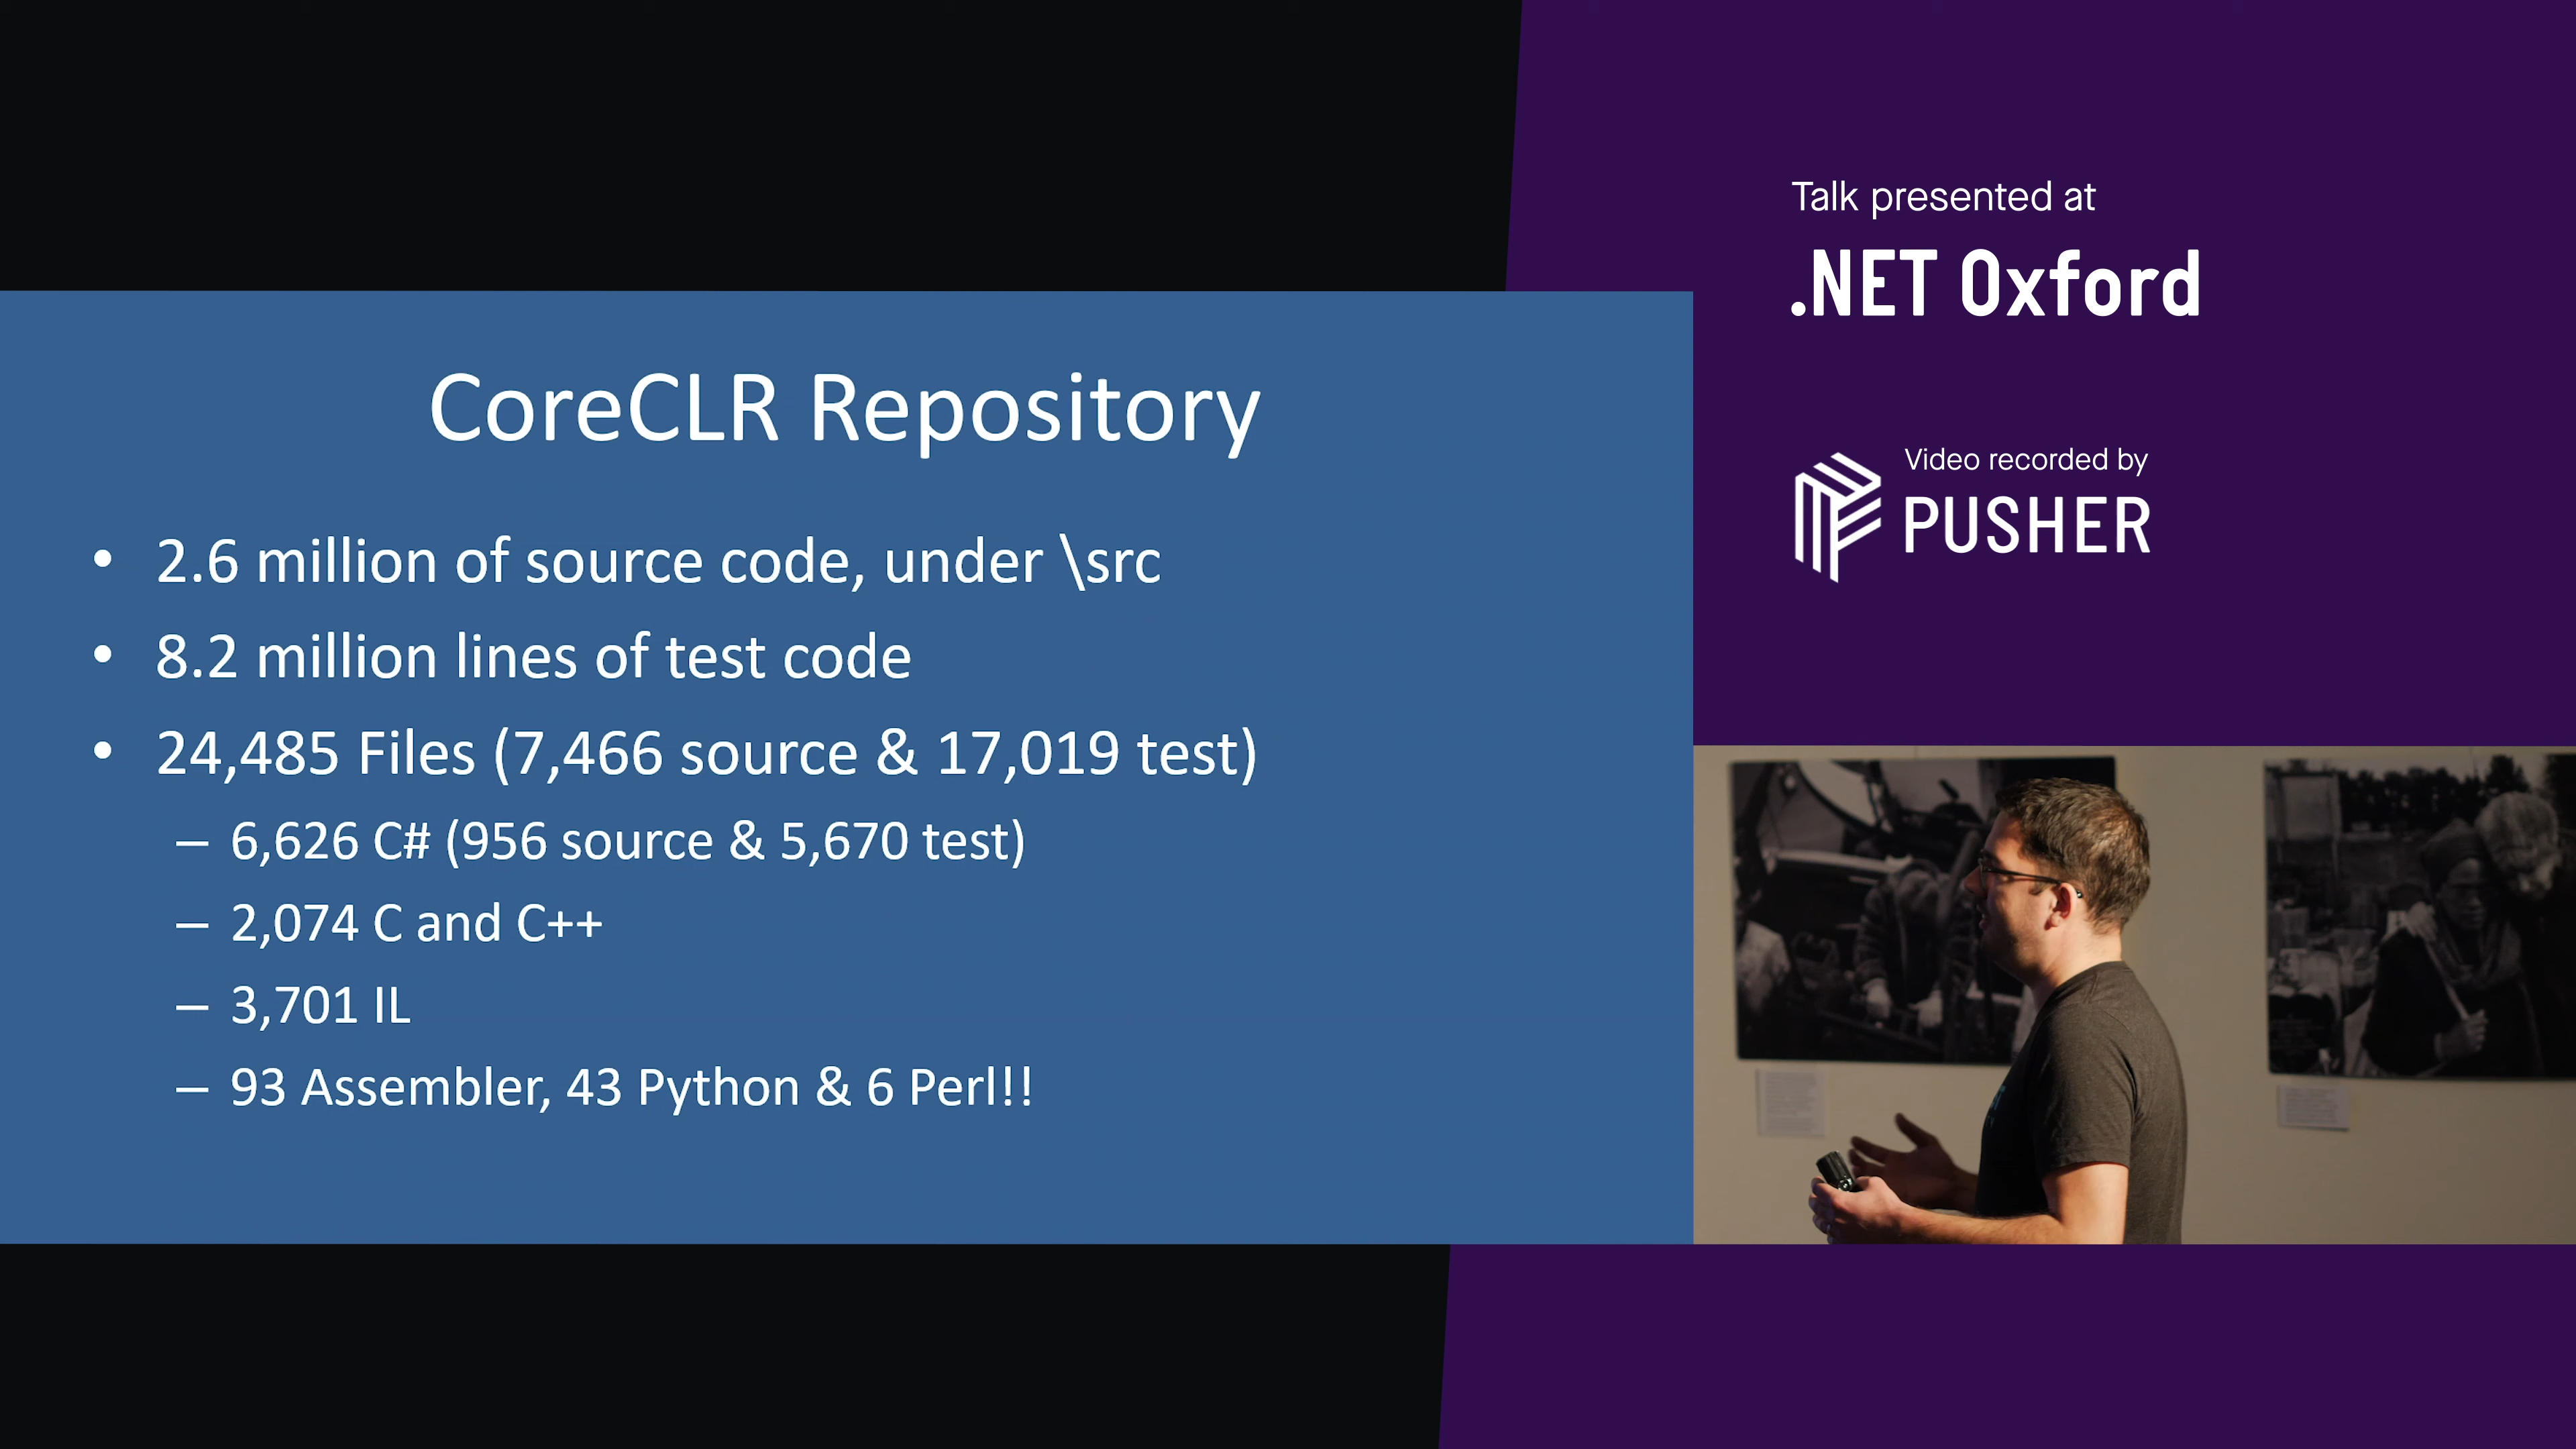 Talk presented at
.NET Oxford
Video recorded by
PUSHER
CoreCLR Repository
• 2.6 million of source code, under \src
• 8.2 million lines of test code
• 24,485 Files (7,466 source & 17,019 test)
– 6,626 C# (956 source & 5,670 test)
– 2,074 C and C++
– 3,701 IL
– 93 Assembler, 43 Python & 6 Perl!!